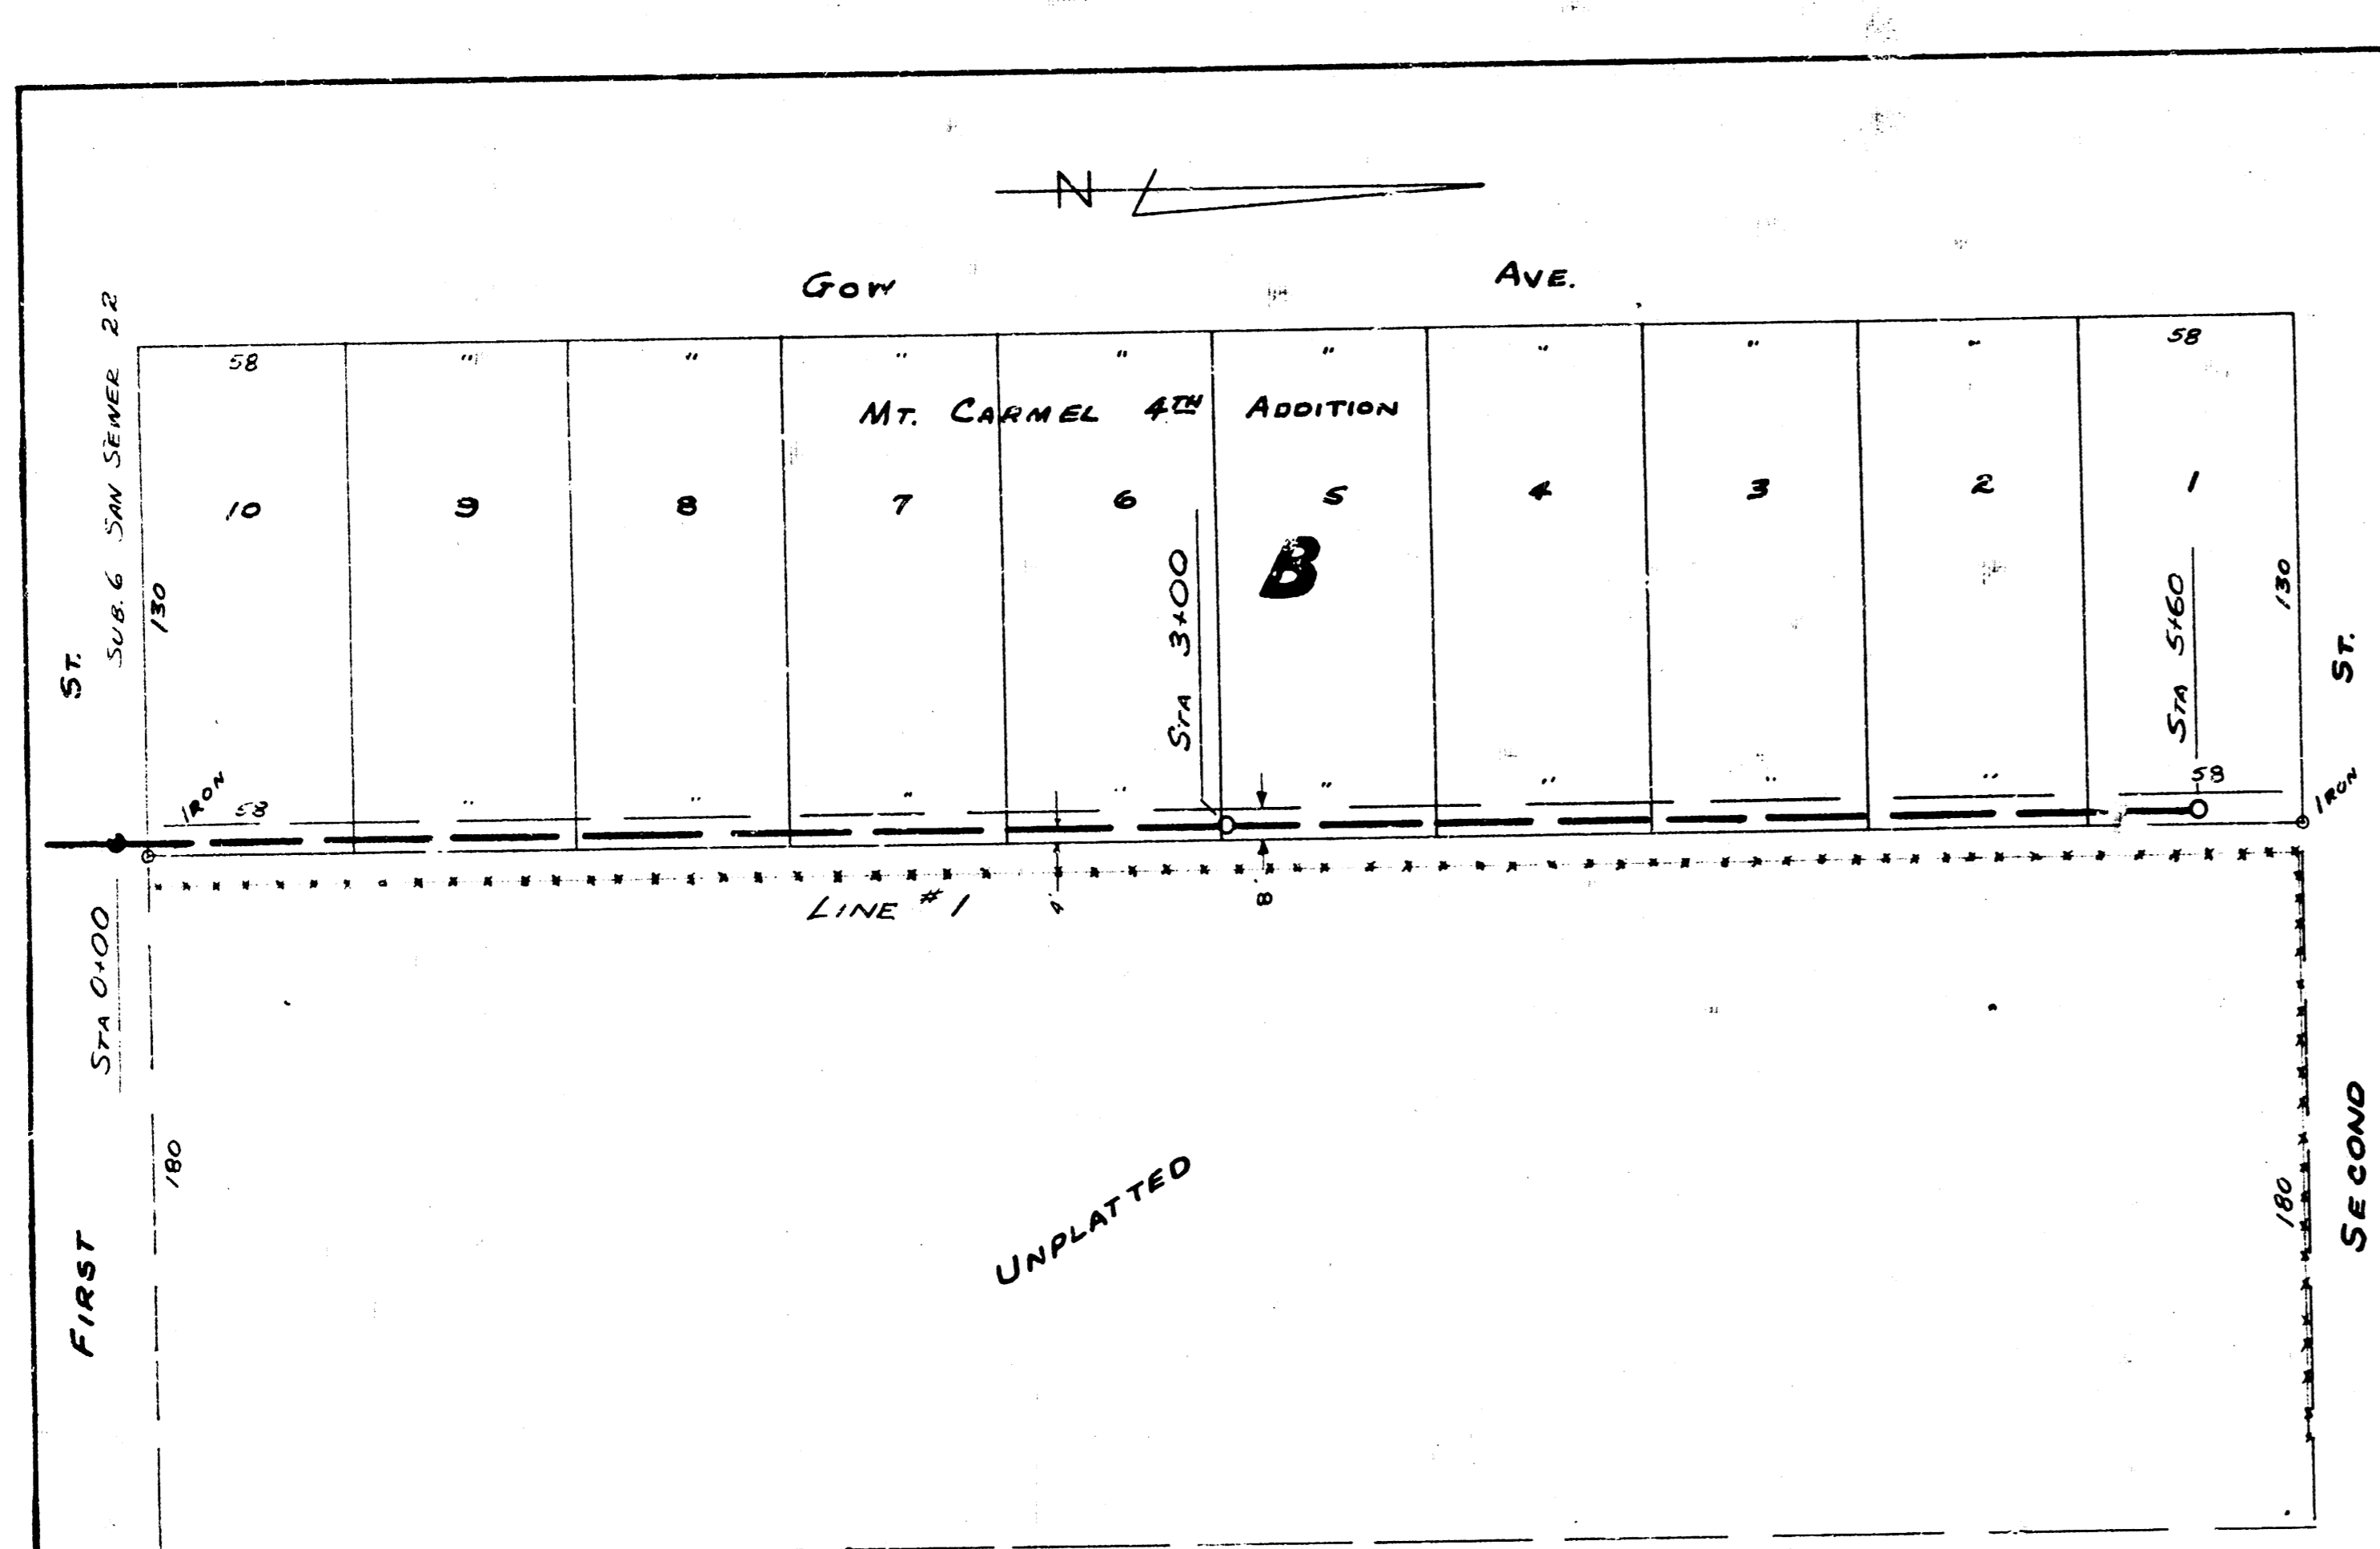 N
GOW AVE.
SUB. 6 SAN SEWER 22
58 " " " " " " " " 58
MT. CARMEL 4TH ADDITION
10 9 8 7 6 5 4 3 2 1
B
130
STA 3+00
STA 5+60
130
ST.
ST.
IRON
58 " " " " " " " " 58
IRON
LINE #1
4'
8'
STA 0+00
180
UNPLATTED
180
FIRST
SECOND